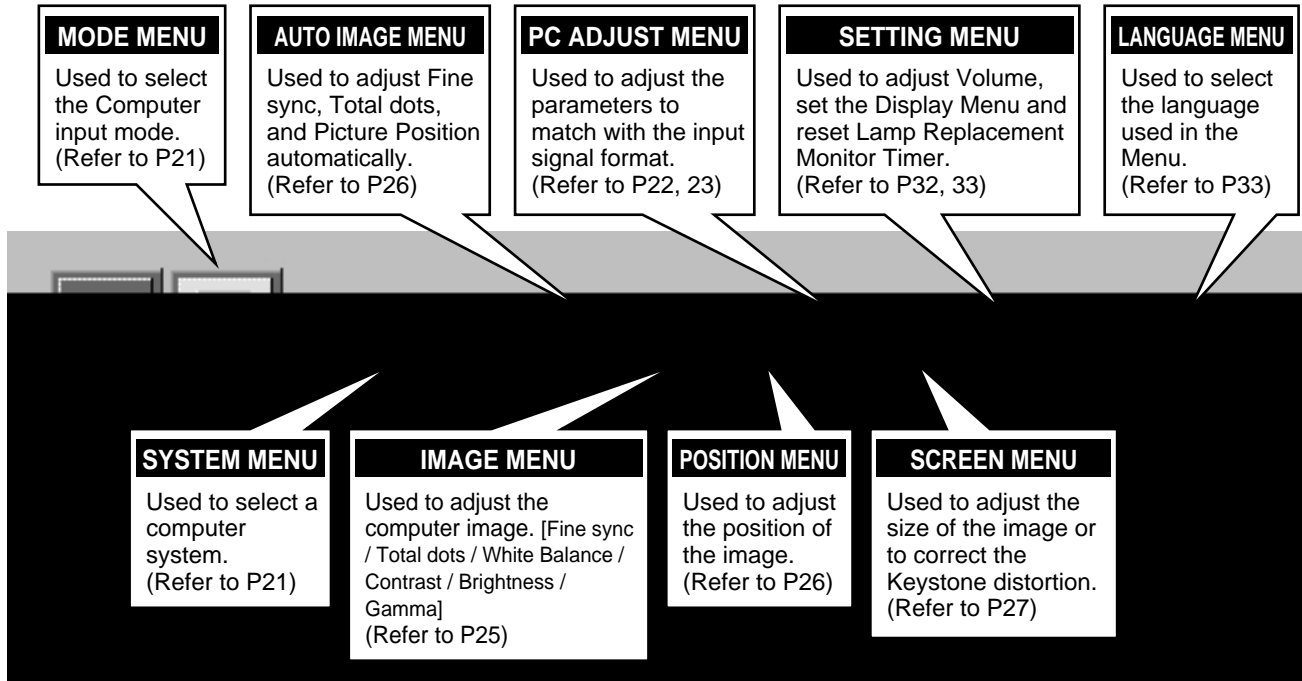 MODE MENU
Used to select
the Computer
input mode.
(Refer to P21)
AUTO IMAGE MENU
Used to adjust Fine
sync, Total dots,
and Picture Position
automatically.
(Refer to P26)
PC ADJUST MENU
Used to adjust the
parameters to
match with the input
signal format.
(Refer to P22, 23)
SETTING MENU
Used to adjust Volume,
set the Display Menu and
reset Lamp Replacement
Monitor Timer.
(Refer to P32, 33)
LANGUAGE MENU
Used to select
the language
used in the
Menu.
(Refer to P33)
SYSTEM MENU
Used to select a
computer
system.
(Refer to P21)
IMAGE MENU
Used to adjust the
computer image. [Fine sync
/ Total dots / White Balance /
Contrast / Brightness /
Gamma]
(Refer to P25)
POSITION MENU
Used to adjust
the position of
the image.
(Refer to P26)
SCREEN MENU
Used to adjust the
size of the image or
to correct the
Keystone distortion.
(Refer to P27)